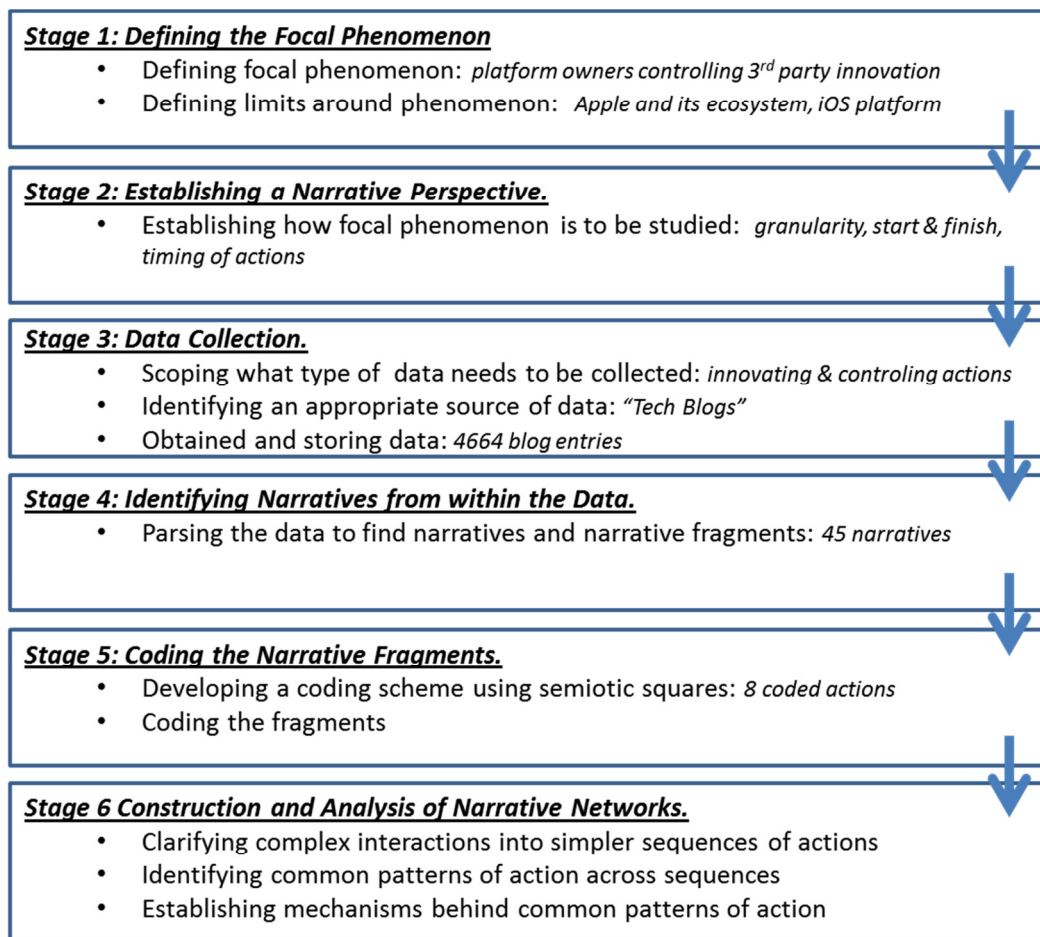 Stage 1: Defining the Focal Phenomenon
• Defining focal phenomenon: platform owners controlling 3rd party innovation
• Defining limits around phenomenon: Apple and its ecosystem, iOS platform
Stage 2: Establishing a Narrative Perspective.
• Establishing how focal phenomenon is to be studied: granularity, start & finish,
timing of actions
Stage 3: Data Collection.
• Scoping what type of data needs to be collected: innovating & controling actions
• Identifying an appropriate source of data: “Tech Blogs”
• Obtained and storing data: 4664 blog entries
Stage 4: Identifying Narratives from within the Data.
• Parsing the data to find narratives and narrative fragments: 45 narratives
Stage 5: Coding the Narrative Fragments.
• Developing a coding scheme using semiotic squares: 8 coded actions
• Coding the fragments
Stage 6 Construction and Analysis of Narrative Networks.
• Clarifying complex interactions into simpler sequences of actions
• Identifying common patterns of action across sequences
• Establishing mechanisms behind common patterns of action